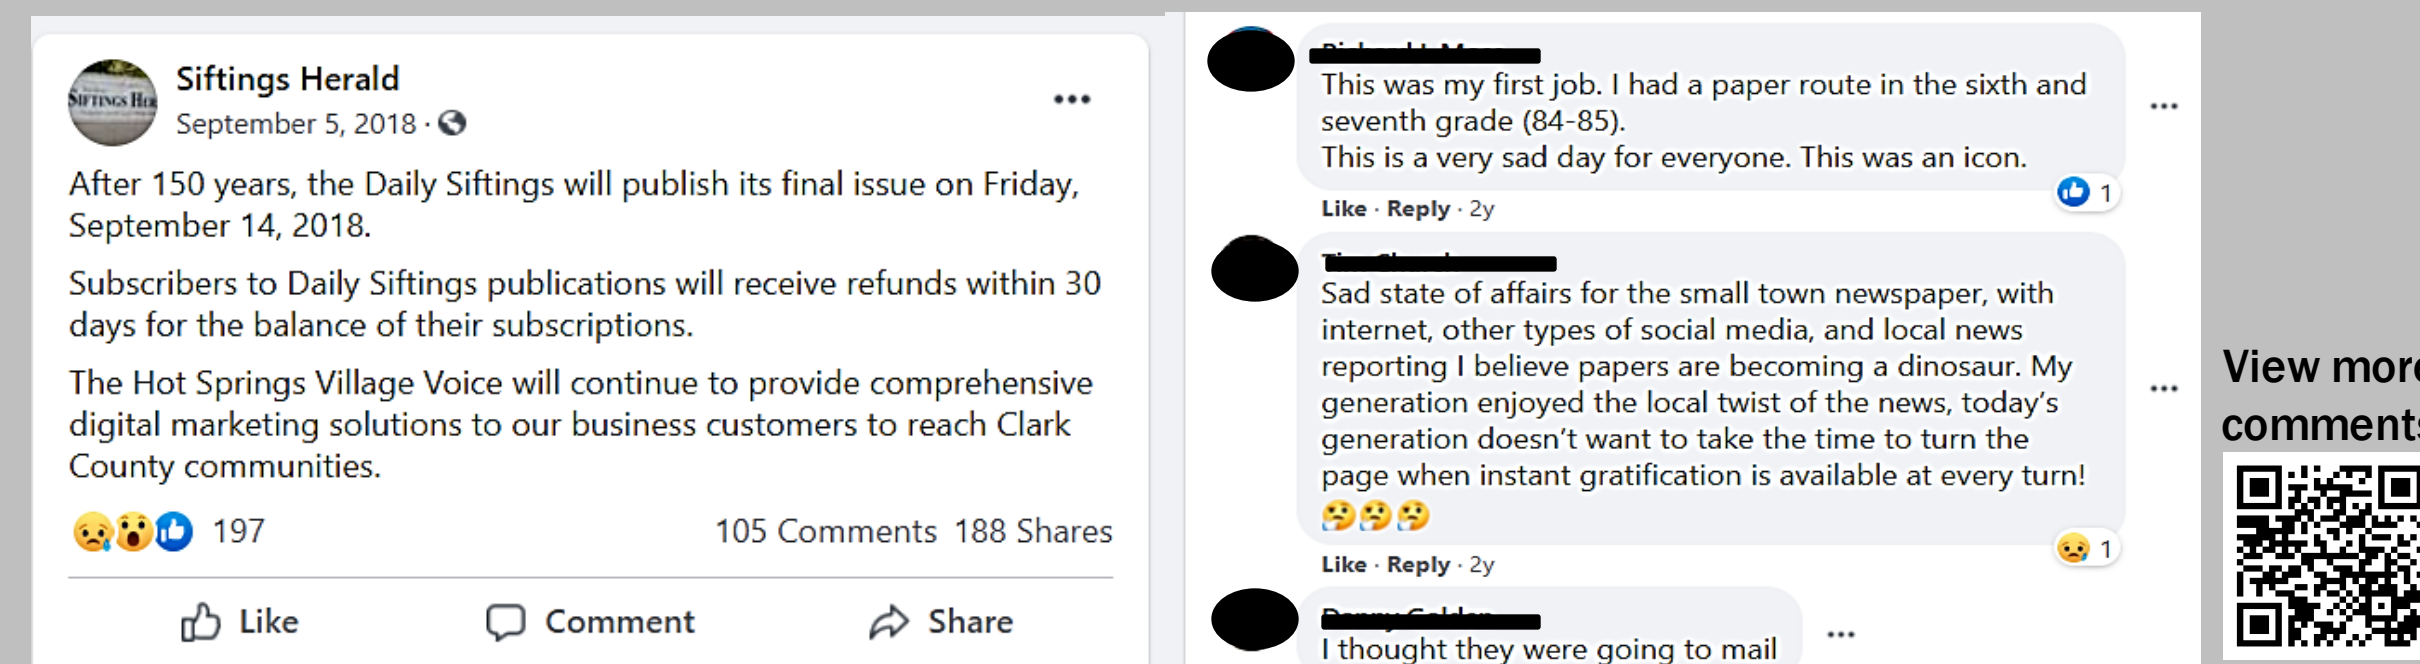 Siftings Herald
September 5, 2018 ·
After 150 years, the Daily Siftings will publish its final issue on Friday,
September 14, 2018.
Subscribers to Daily Siftings publications will receive refunds within 30
days for the balance of their subscriptions.
The Hot Springs Village Voice will continue to provide comprehensive
digital marketing solutions to our business customers to reach Clark
County communities.
197
105 Comments 188 Shares
Like Comment Share
This was my first job. I had a paper route in the sixth and
seventh grade (84-85).
This is a very sad day for everyone. This was an icon.
1
Like · Reply · 2y
Sad state of affairs for the small town newspaper, with
internet, other types of social media, and local news
reporting I believe papers are becoming a dinosaur. My
generation enjoyed the local twist of the news, today's
generation doesn't want to take the time to turn the
page when instant gratification is available at every turn!
🤔🤔🤔
1
Like · Reply · 2y
I thought they were going to mail
View more
comments